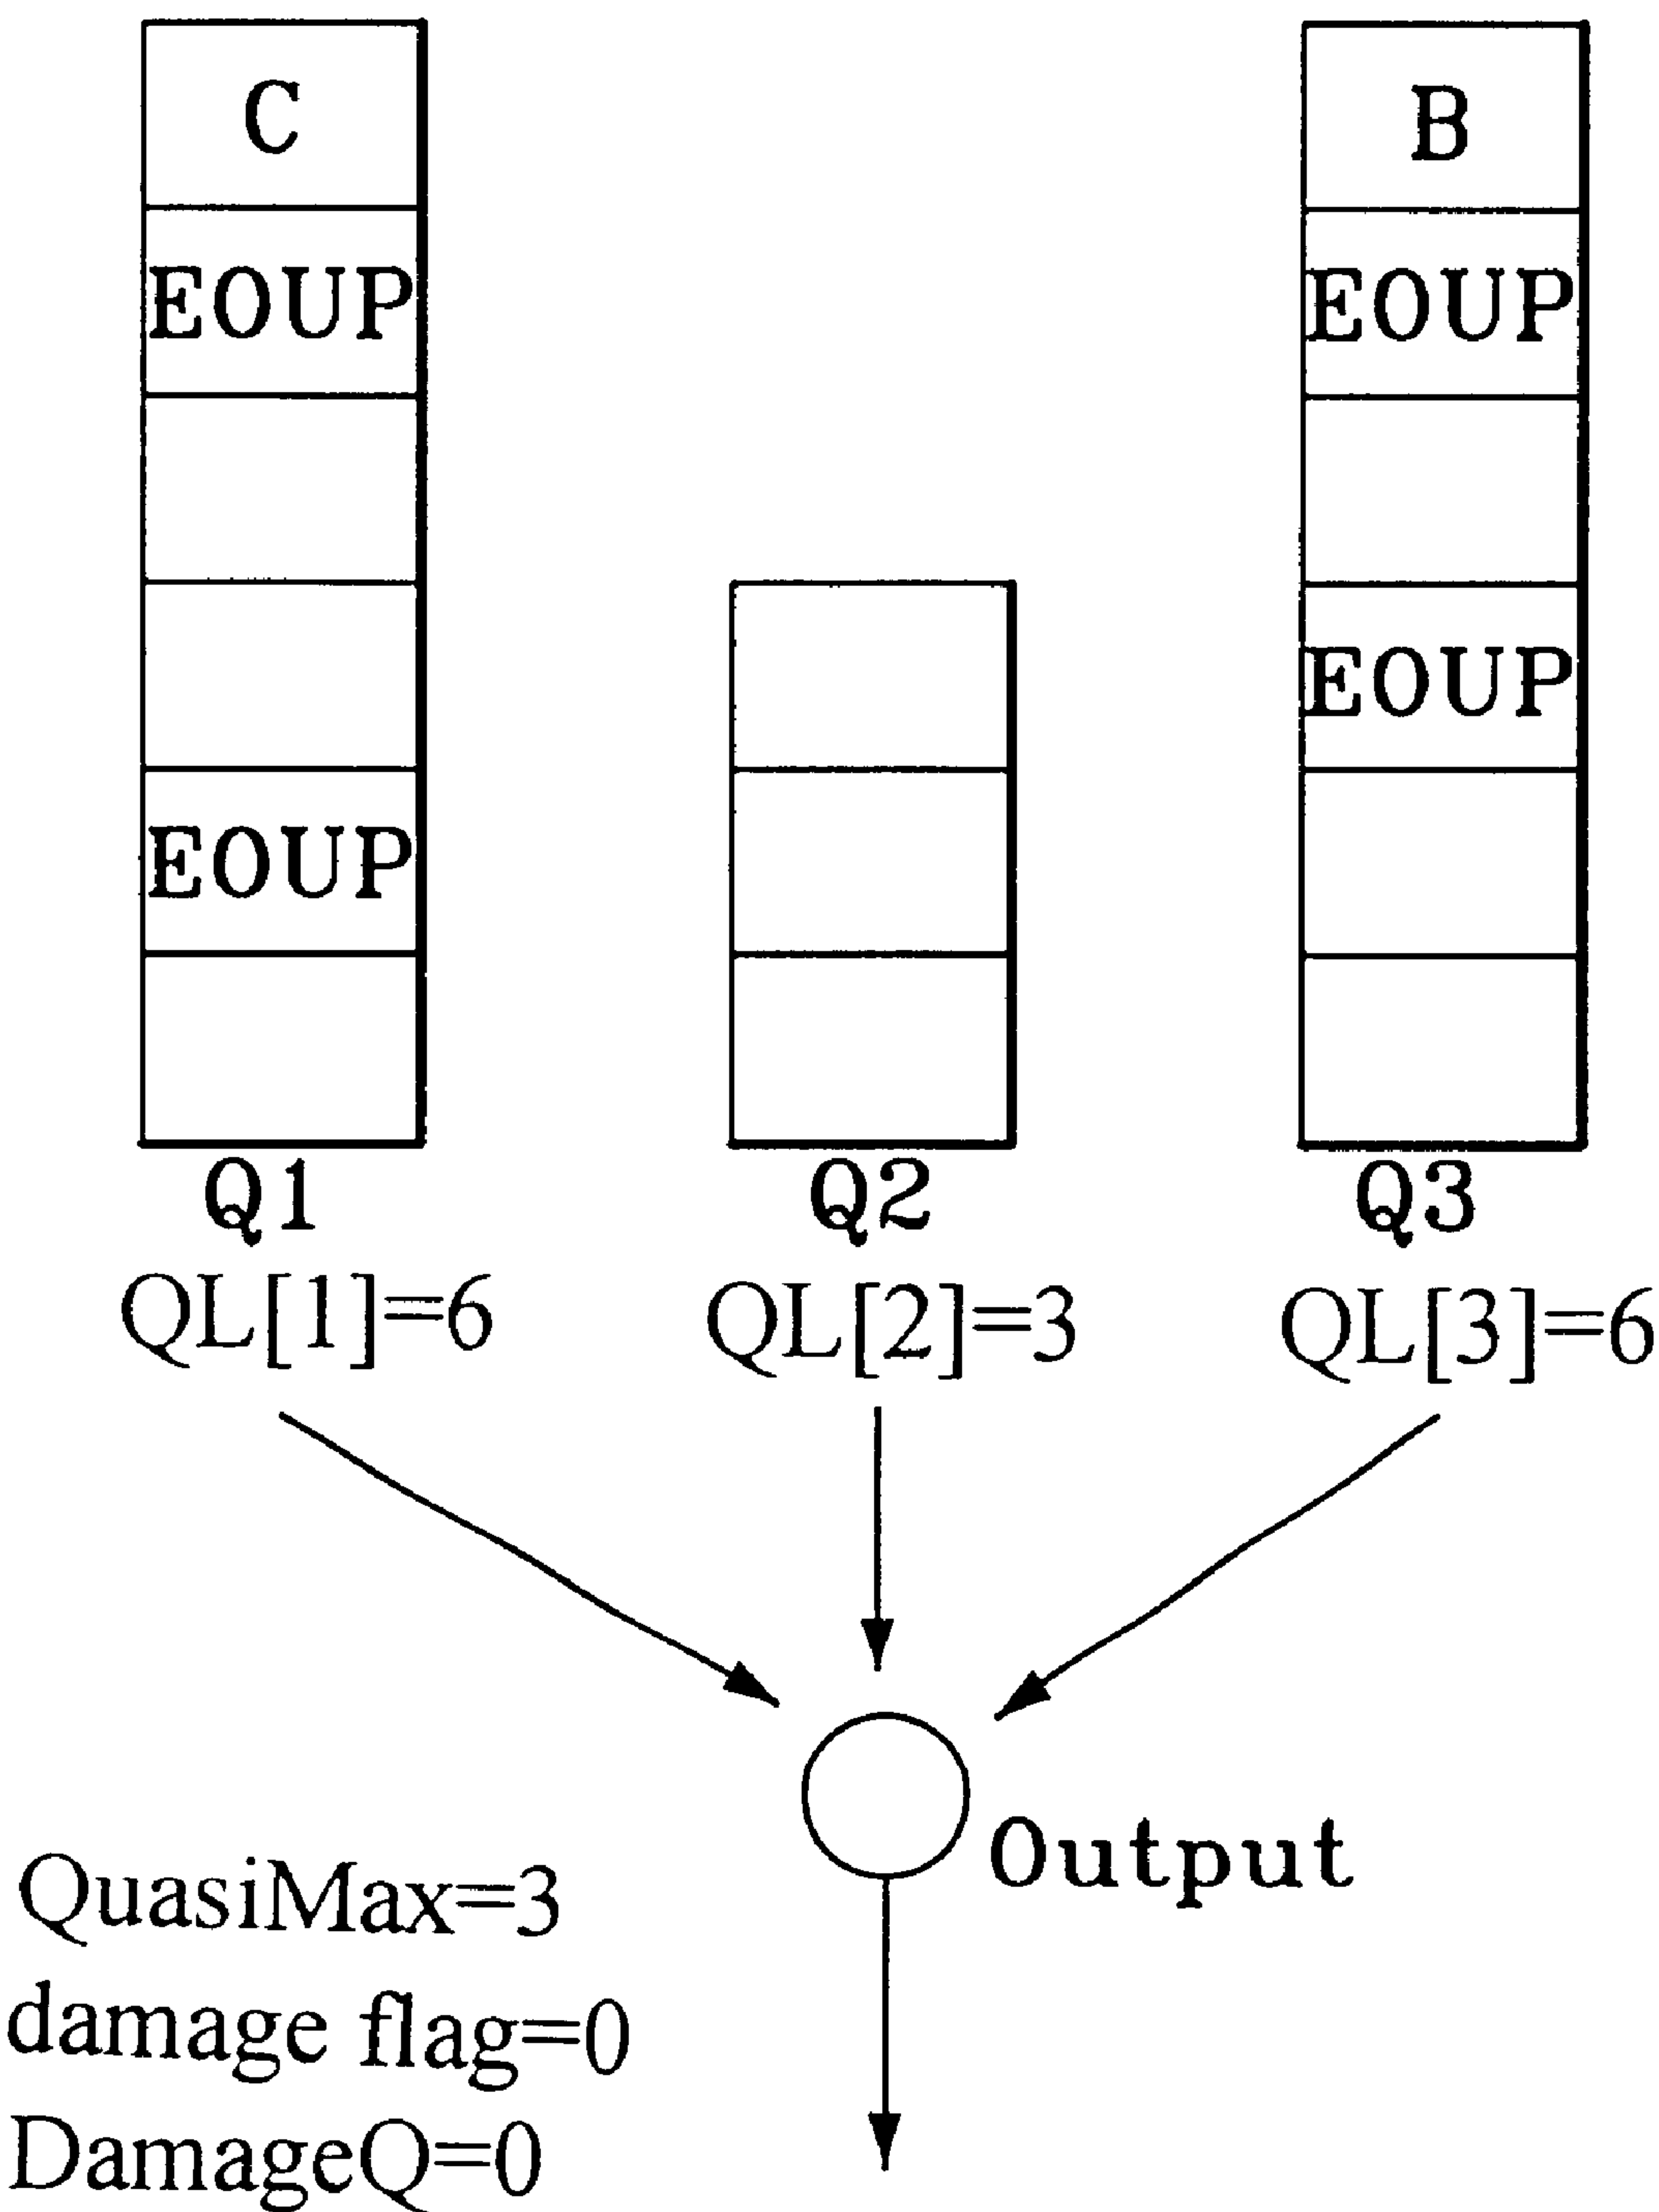 C
B
EOUP
EOUP
EOUP
EOUP
Q1
Q2
Q3
QL[1]=6
QL[2]=3
QL[3]=6
Output
QuasiMax=3
damage flag=0
DamageQ=0